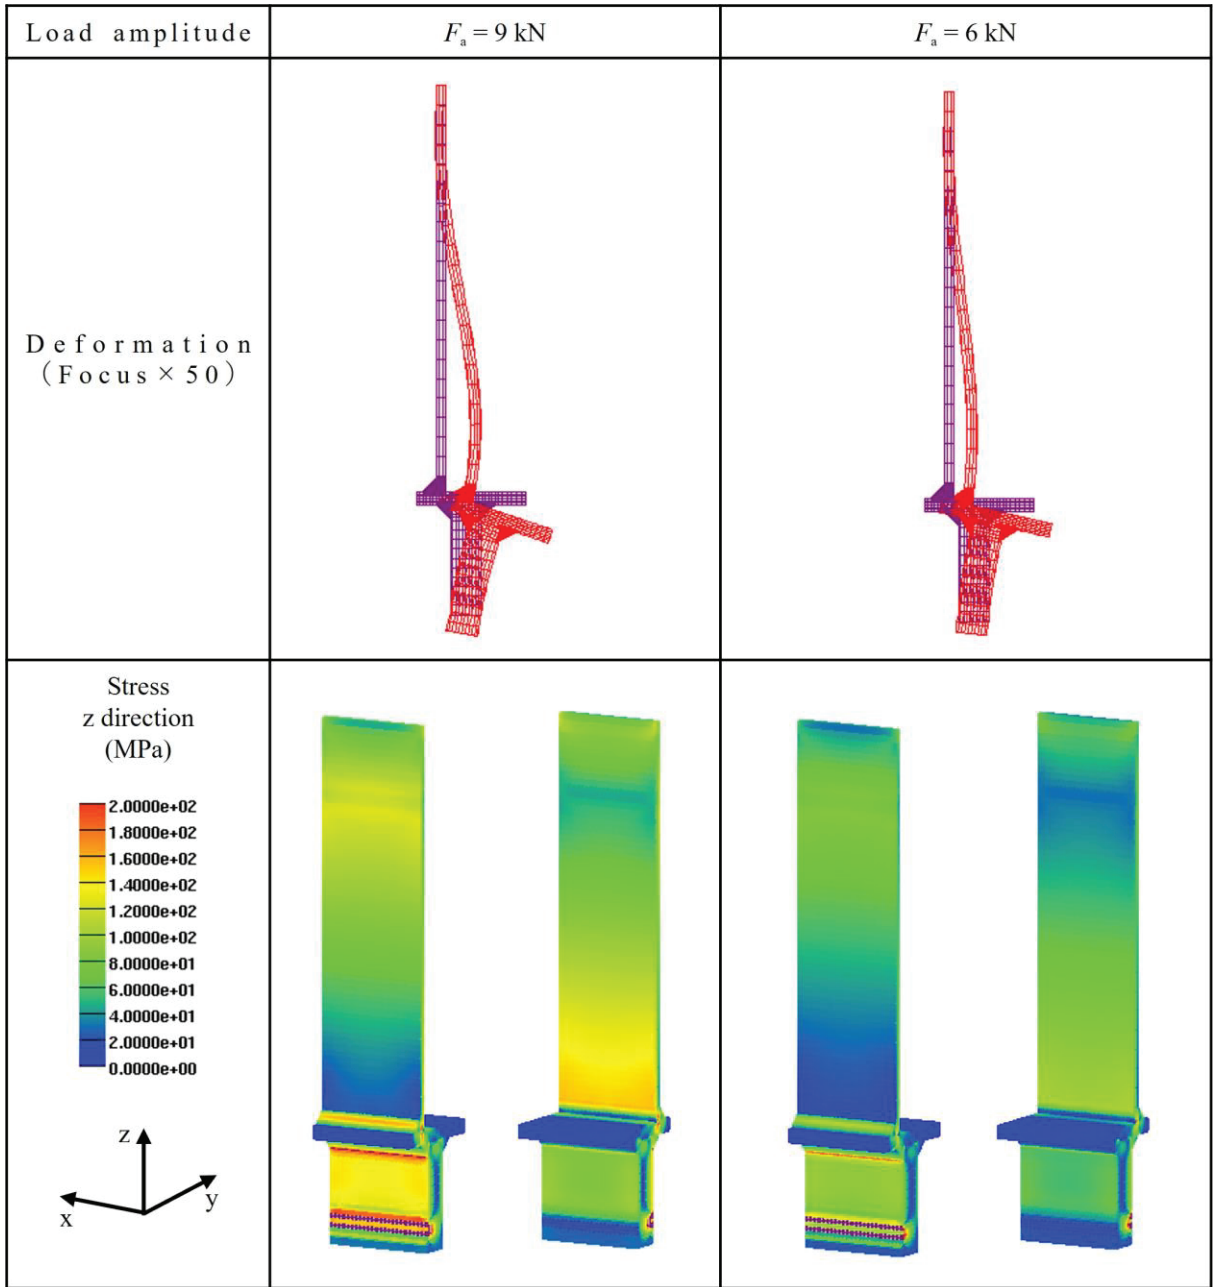 Load amplitude
Fa = 9 kN
Fa = 6 kN
Deformation
(Focus × 50)
Stress
z direction
(MPa)
2.0000e+02
1.8000e+02
1.6000e+02
1.4000e+02
1.2000e+02
1.0000e+02
8.0000e+01
6.0000e+01
4.0000e+01
2.0000e+01
0.0000e+00
z
x
y